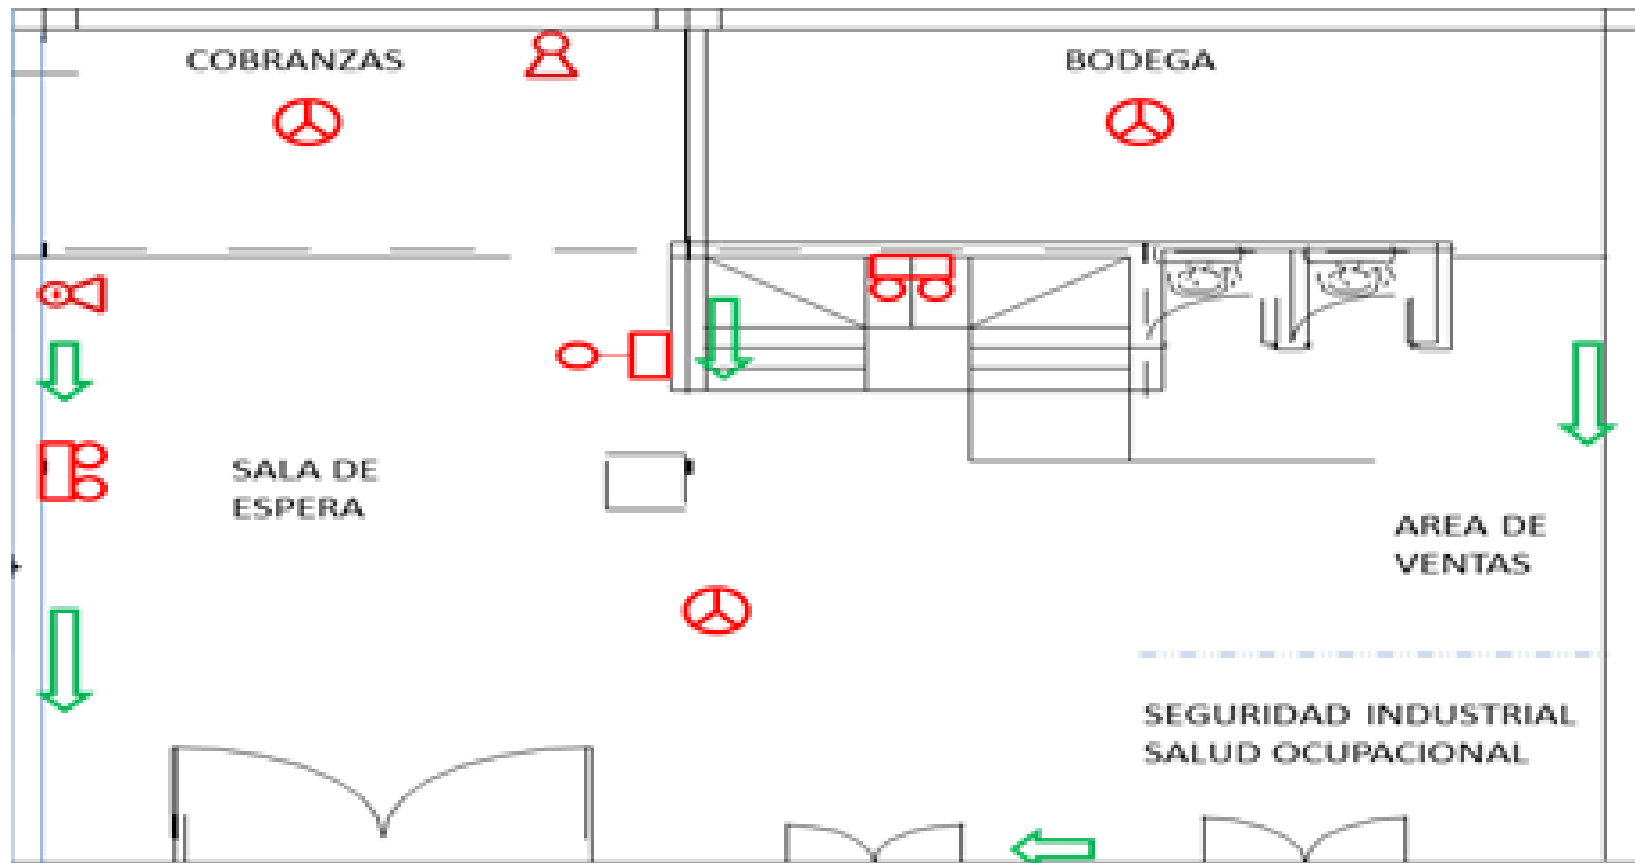 COBRANZAS
BODEGA
SALA DE
ESPERA
AREA DE
VENTAS
SEGURIDAD INDUSTRIAL
SALUD OCUPACIONAL